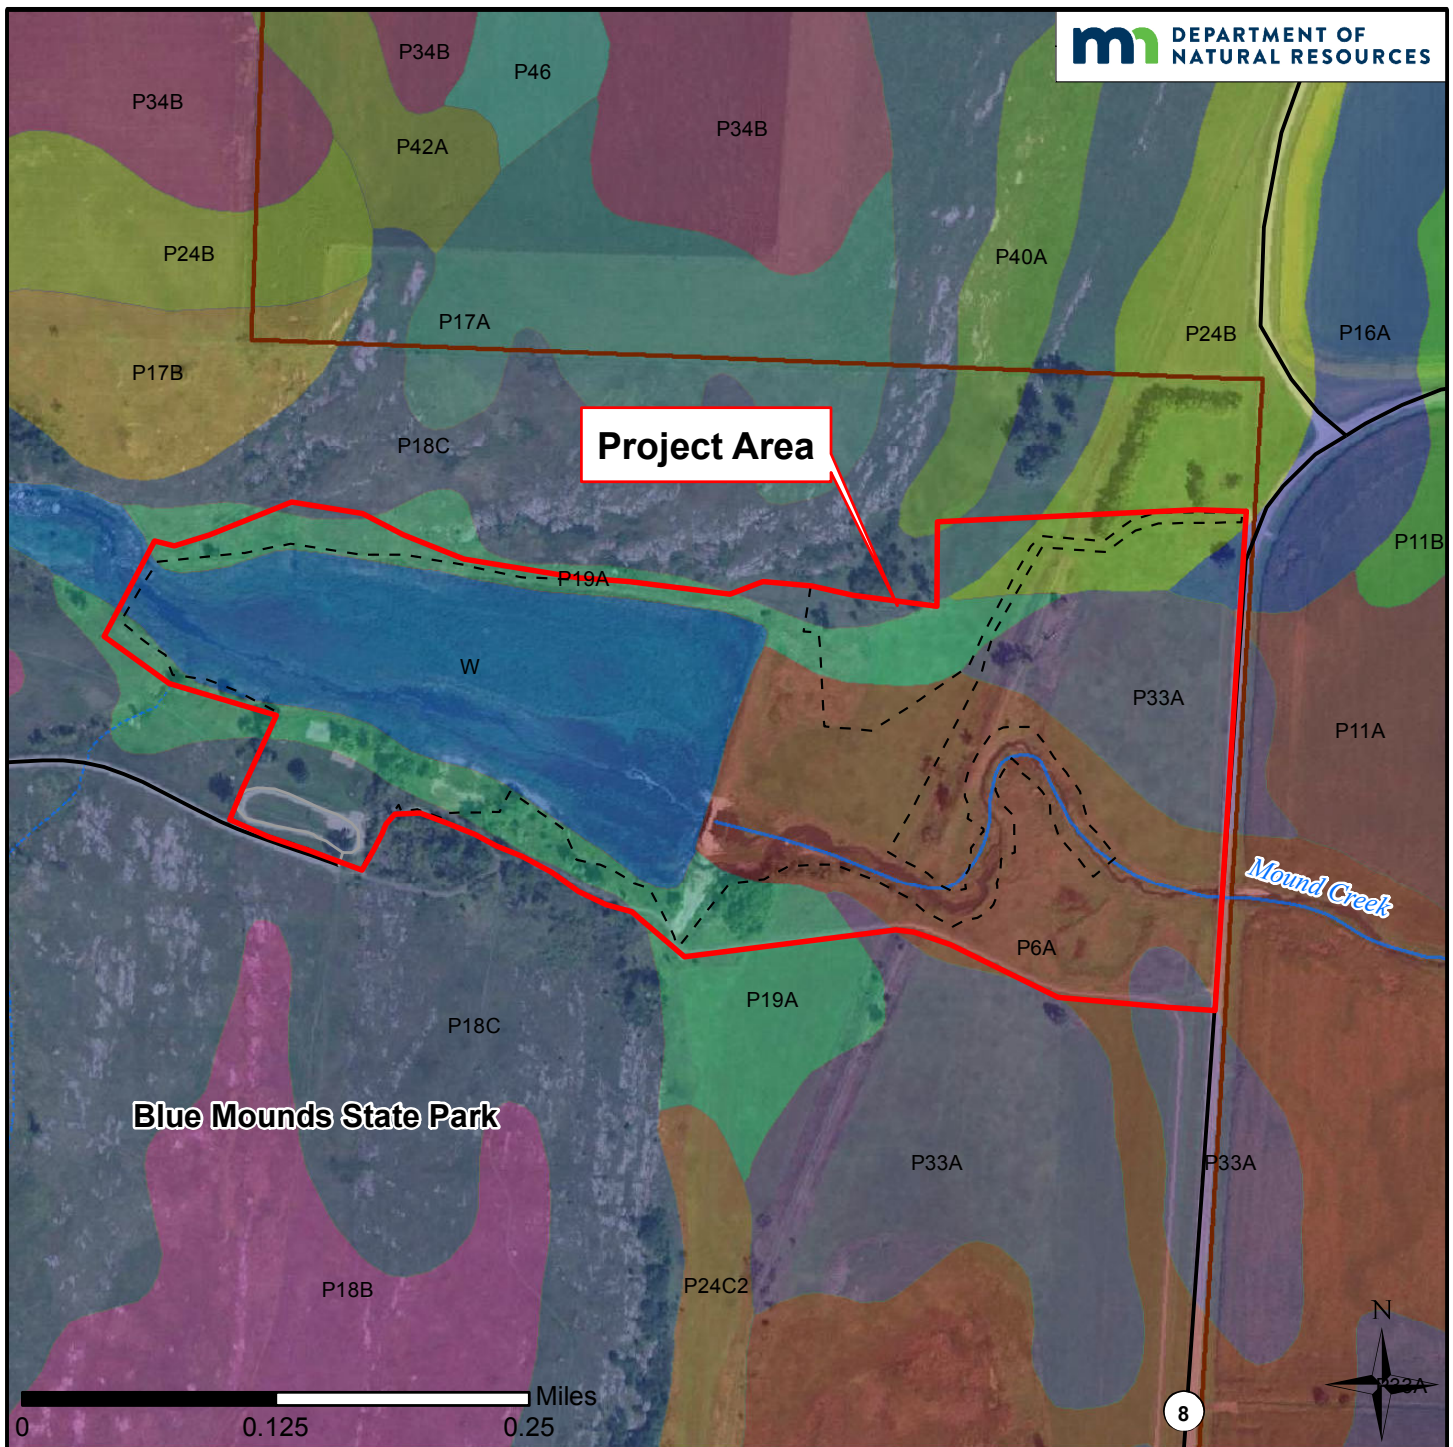 DEPARTMENT OF
NATURAL RESOURCES
P34B
P46
P34B
P34B
P42A
P24B
P40A
P17A
P24B
P16A
P17B
P18C
Project Area
P11B
P19A
W
P33A
P11A
Mound Creek
P6A
P19A
P18C
Blue Mounds State Park
P33A
P33A
P24C2
P18B
N
P33A
Miles
0
0.125
0.25
8